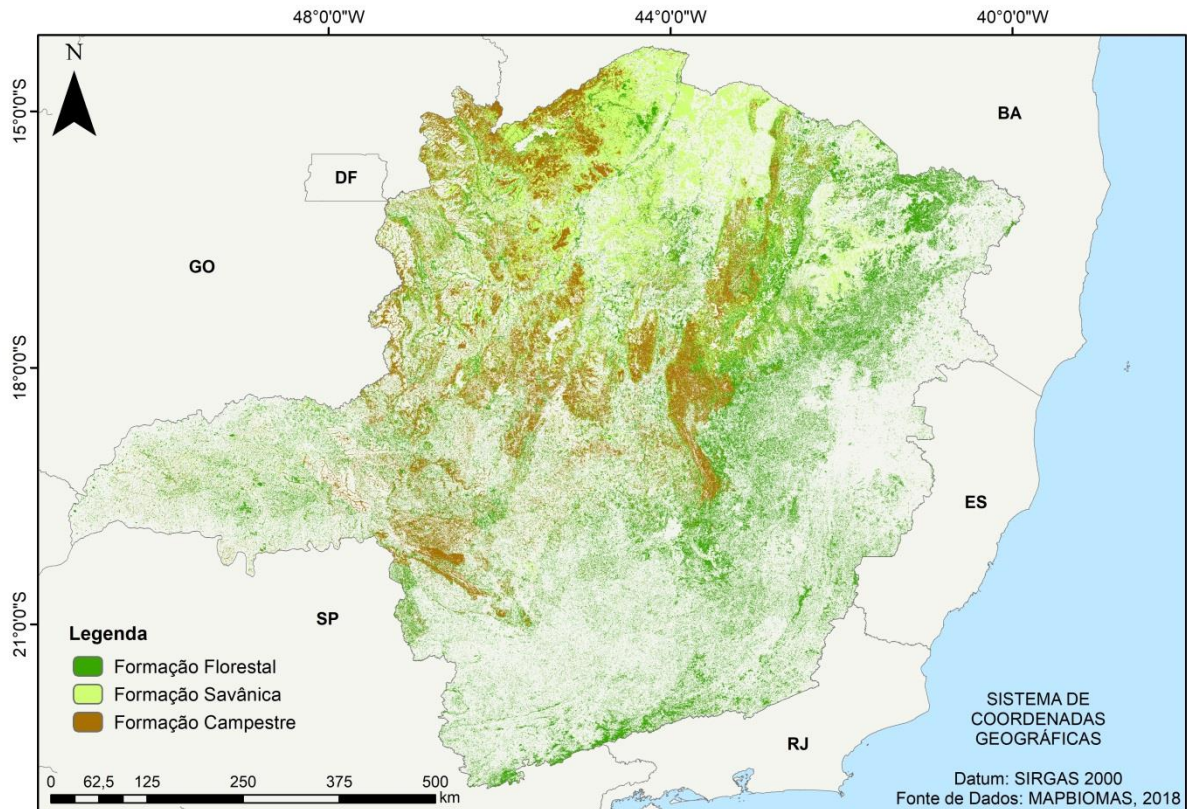 48°0'0"W 44°0'0"W 40°0'0"W
N
15°0'0"S
BA
DF
GO
18°0'0"S
ES
SP
21°0'0"S
Legenda
Formação Florestal
Formação Savânica
Formação Campestre
RJ
SISTEMA DE
COORDENADAS
GEOGRÁFICAS
0 62,5 125 250 375 500
km
Datum: SIRGAS 2000
Fonte de Dados: MAPBIOMAS, 2018